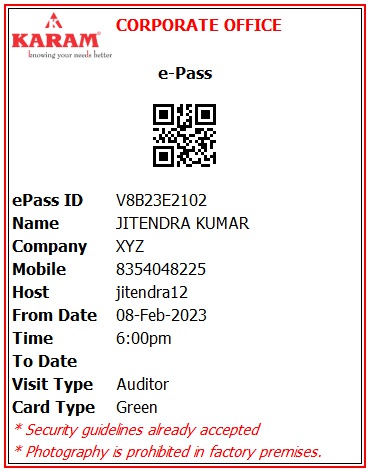 CORPORATE OFFICE
KARAM®
knowing your needs better
e-Pass
ePass ID V8B23E2102
Name JITENDRA KUMAR
Company XYZ
Mobile 8354048225
Host jitendra12
From Date 08-Feb-2023
Time 6:00pm
To Date
Visit Type Auditor
Card Type Green
* Security guidelines already accepted
* Photography is prohibited in factory premises.